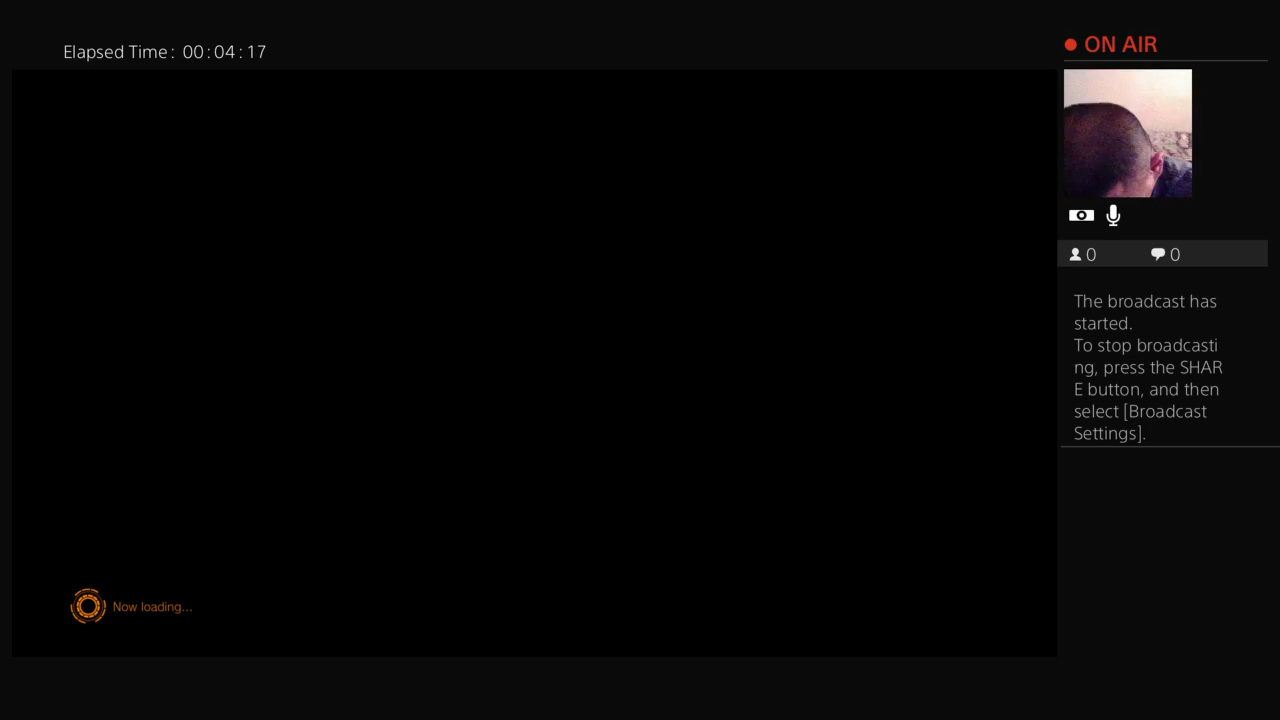 Elapsed Time: 00:04:17
ON AIR
0 0
The broadcast has
started.
To stop broadcasti
ng, press the SHAR
E button, and then
select [Broadcast
Settings].
Now loading...